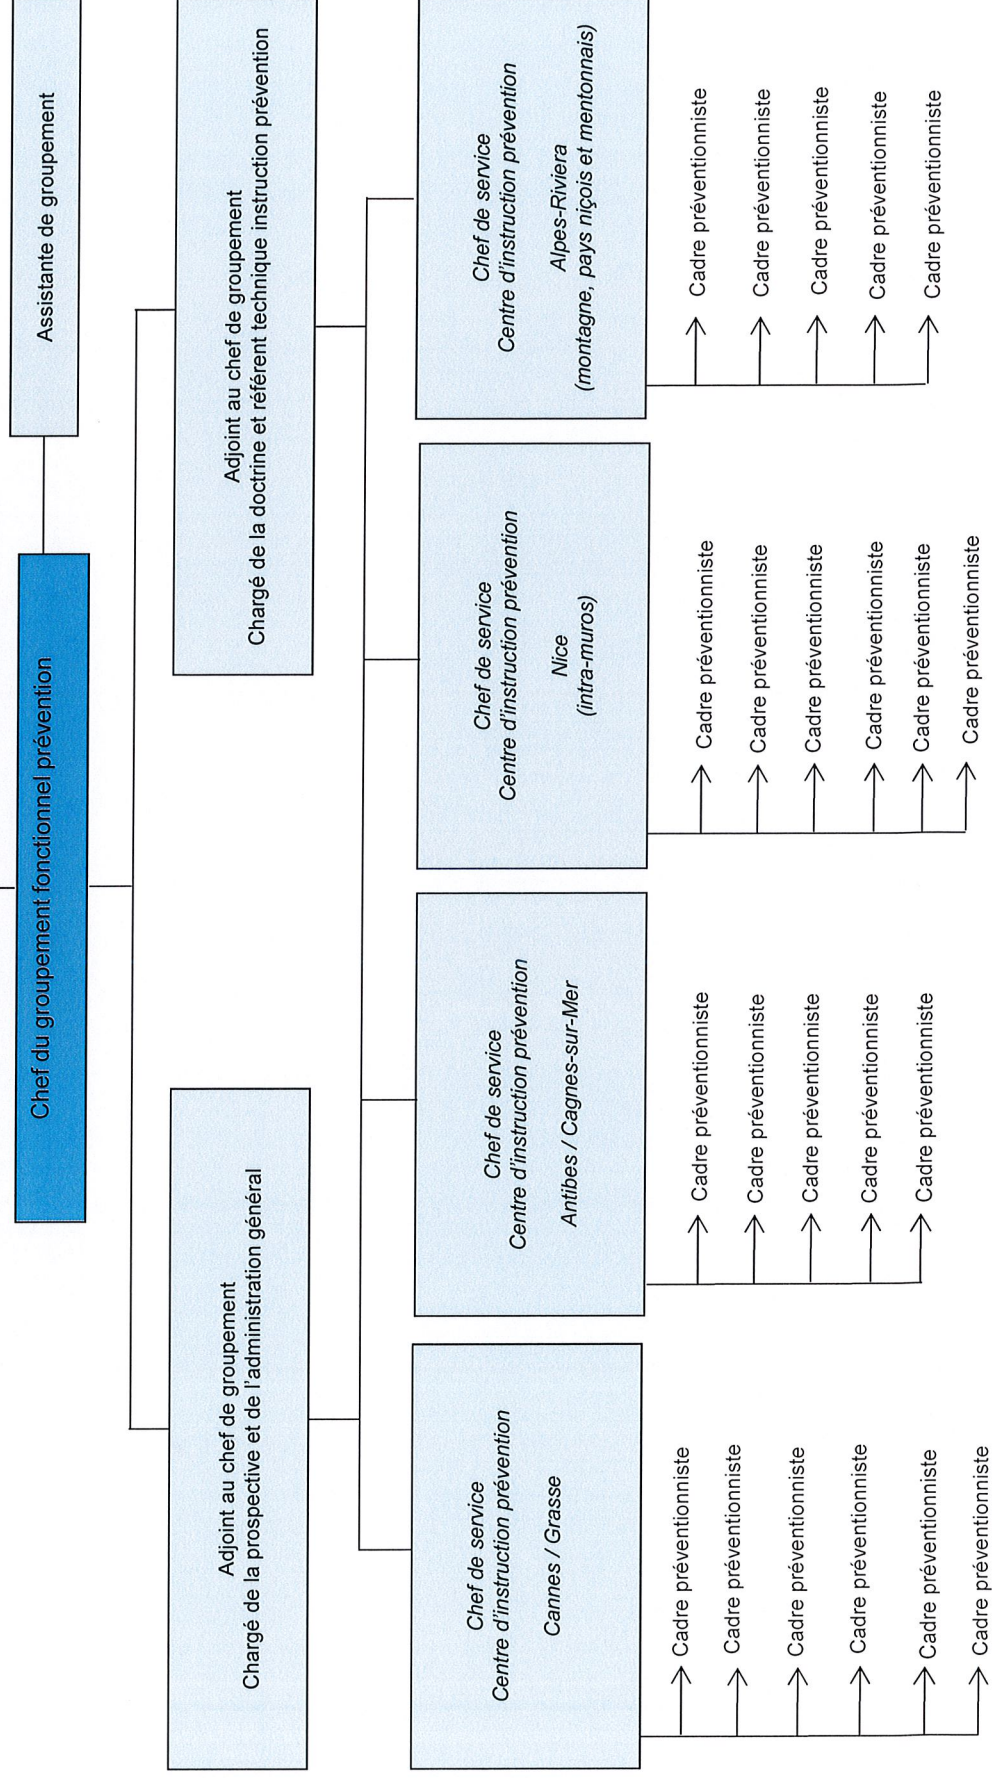 Chef du groupement fonctionnel prévention
Assistante de groupement
Adjoint au chef de groupement
Chargé de la prospective et de l'administration général
Adjoint au chef de groupement
Chargé de la doctrine et référent technique instruction prévention
Chef de service
Centre d'instruction prévention
Cannes / Grasse
Cadre préventionniste
Cadre préventionniste
Cadre préventionniste
Cadre préventionniste
Cadre préventionniste
Cadre préventionniste
Chef de service
Centre d'instruction prévention
Antibes / Cagnes-sur-Mer
Cadre préventionniste
Cadre préventionniste
Cadre préventionniste
Cadre préventionniste
Cadre préventionniste
Chef de service
Centre d'instruction prévention
Nice
(intra-muros)
Cadre préventionniste
Cadre préventionniste
Cadre préventionniste
Cadre préventionniste
Cadre préventionniste
Cadre préventionniste
Chef de service
Centre d'instruction prévention
Alpes-Riviera
(montagne, pays niçois et mentonnais)
Cadre préventionniste
Cadre préventionniste
Cadre préventionniste
Cadre préventionniste
Cadre préventionniste